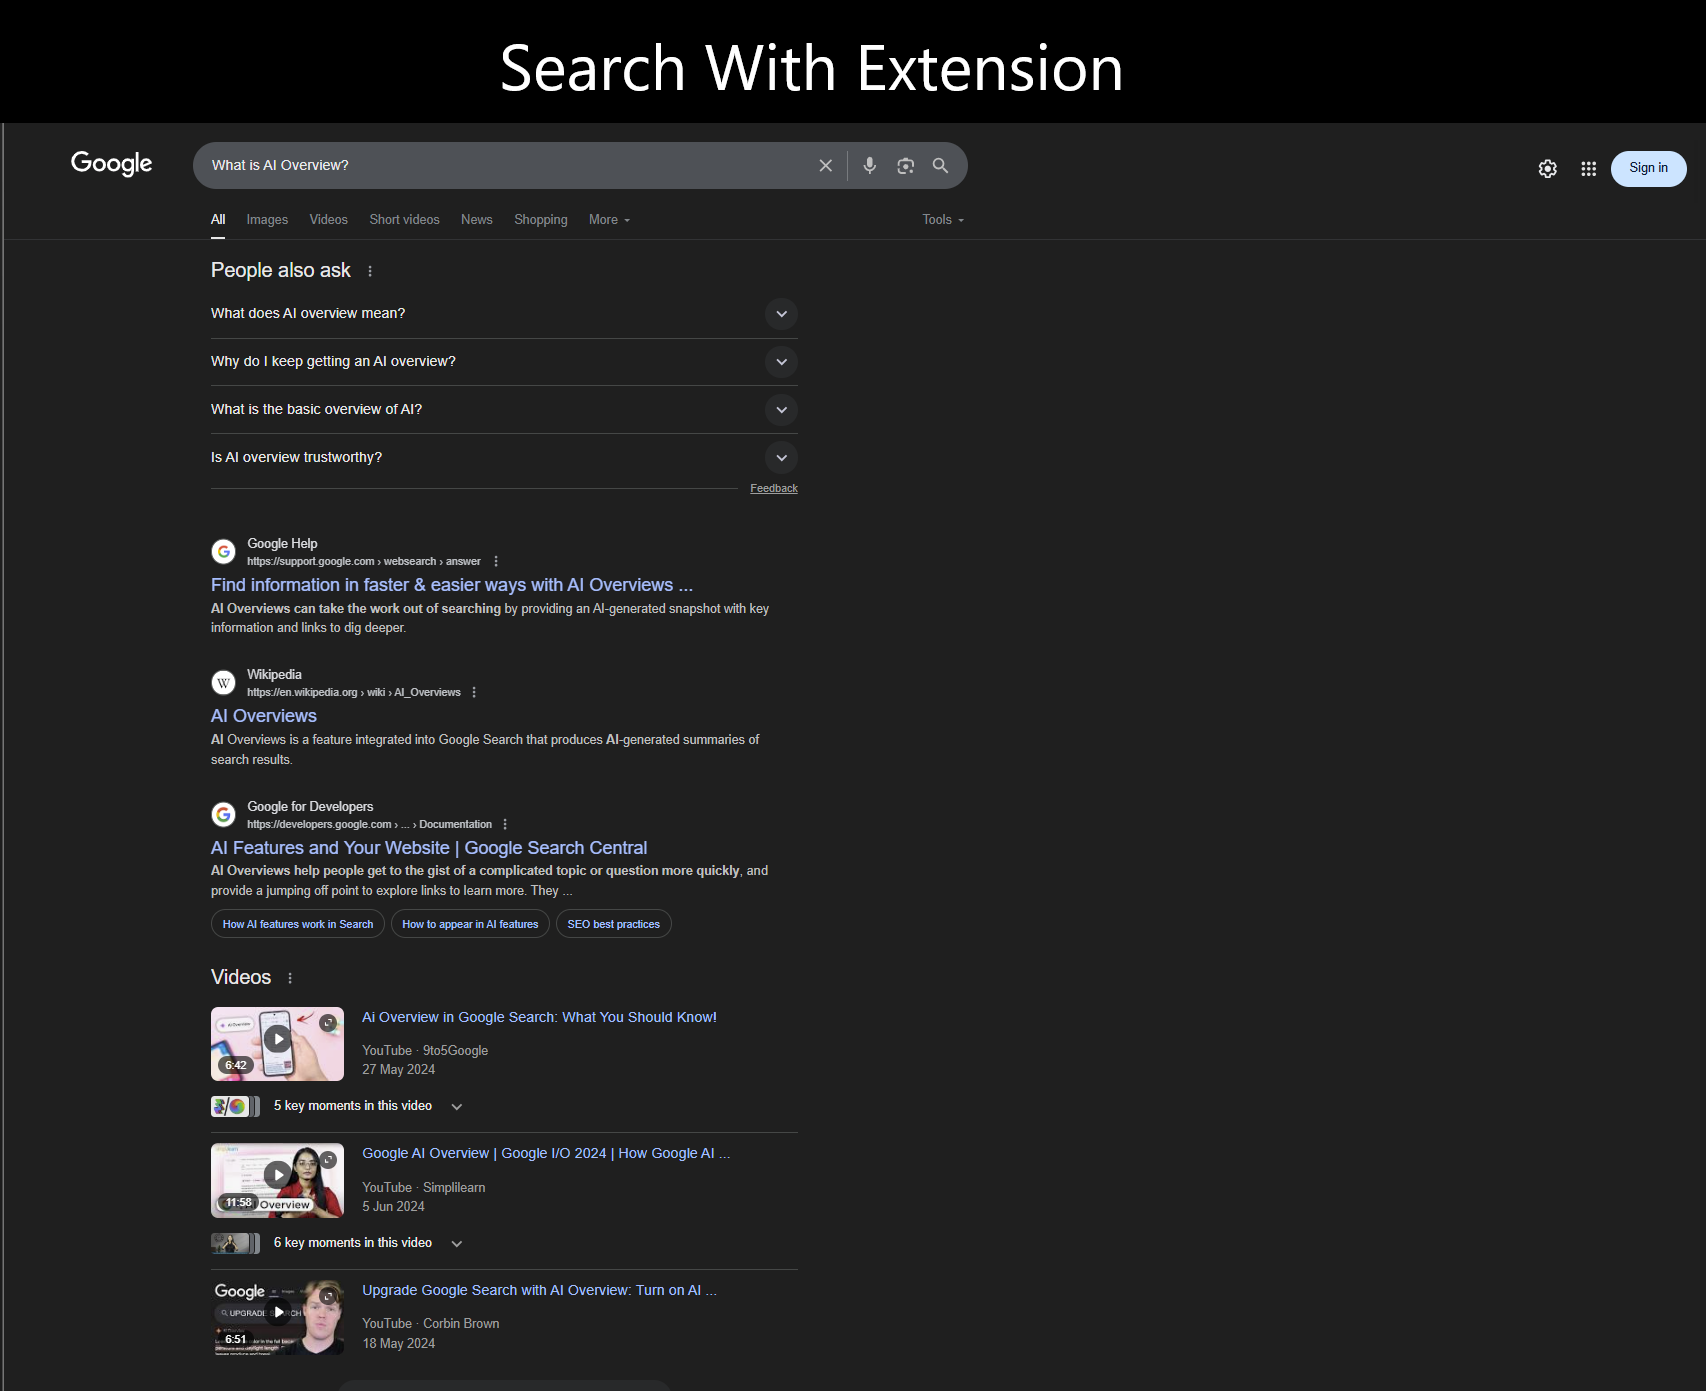 Search With Extension
Google
What is AI Overview?
Sign in
All Images Videos Short videos News Shopping More
Tools
People also ask
What does AI overview mean?
Why do I keep getting an AI overview?
What is the basic overview of AI?
Is AI overview trustworthy?
Feedback
Google Help
https://support.google.com › websearch › answer
Find information in faster & easier ways with AI Overviews ...
AI Overviews can take the work out of searching by providing an AI-generated snapshot with key
information and links to dig deeper.
W
Wikipedia
https://en.wikipedia.org › wiki › AI_Overviews
AI Overviews
AI Overviews is a feature integrated into Google Search that produces AI-generated summaries of
search results.
Google for Developers
https://developers.google.com › ... › Documentation
AI Features and Your Website | Google Search Central
AI Overviews help people get to the gist of a complicated topic or question more quickly, and
provide a jumping off point to explore links to learn more. They ...
How AI features work in Search
How to appear in AI features
SEO best practices
Videos
AI Overview
6:42
Ai Overview in Google Search: What You Should Know!
YouTube · 9to5Google
27 May 2024
5 key moments in this video
11:58
Overview
Google AI Overview | Google I/O 2024 | How Google AI ...
YouTube · Simplilearn
5 Jun 2024
6 key moments in this video
Google
UPGRADE SEARCH
6:51
Upgrade Google Search with AI Overview: Turn on AI ...
YouTube · Corbin Brown
18 May 2024